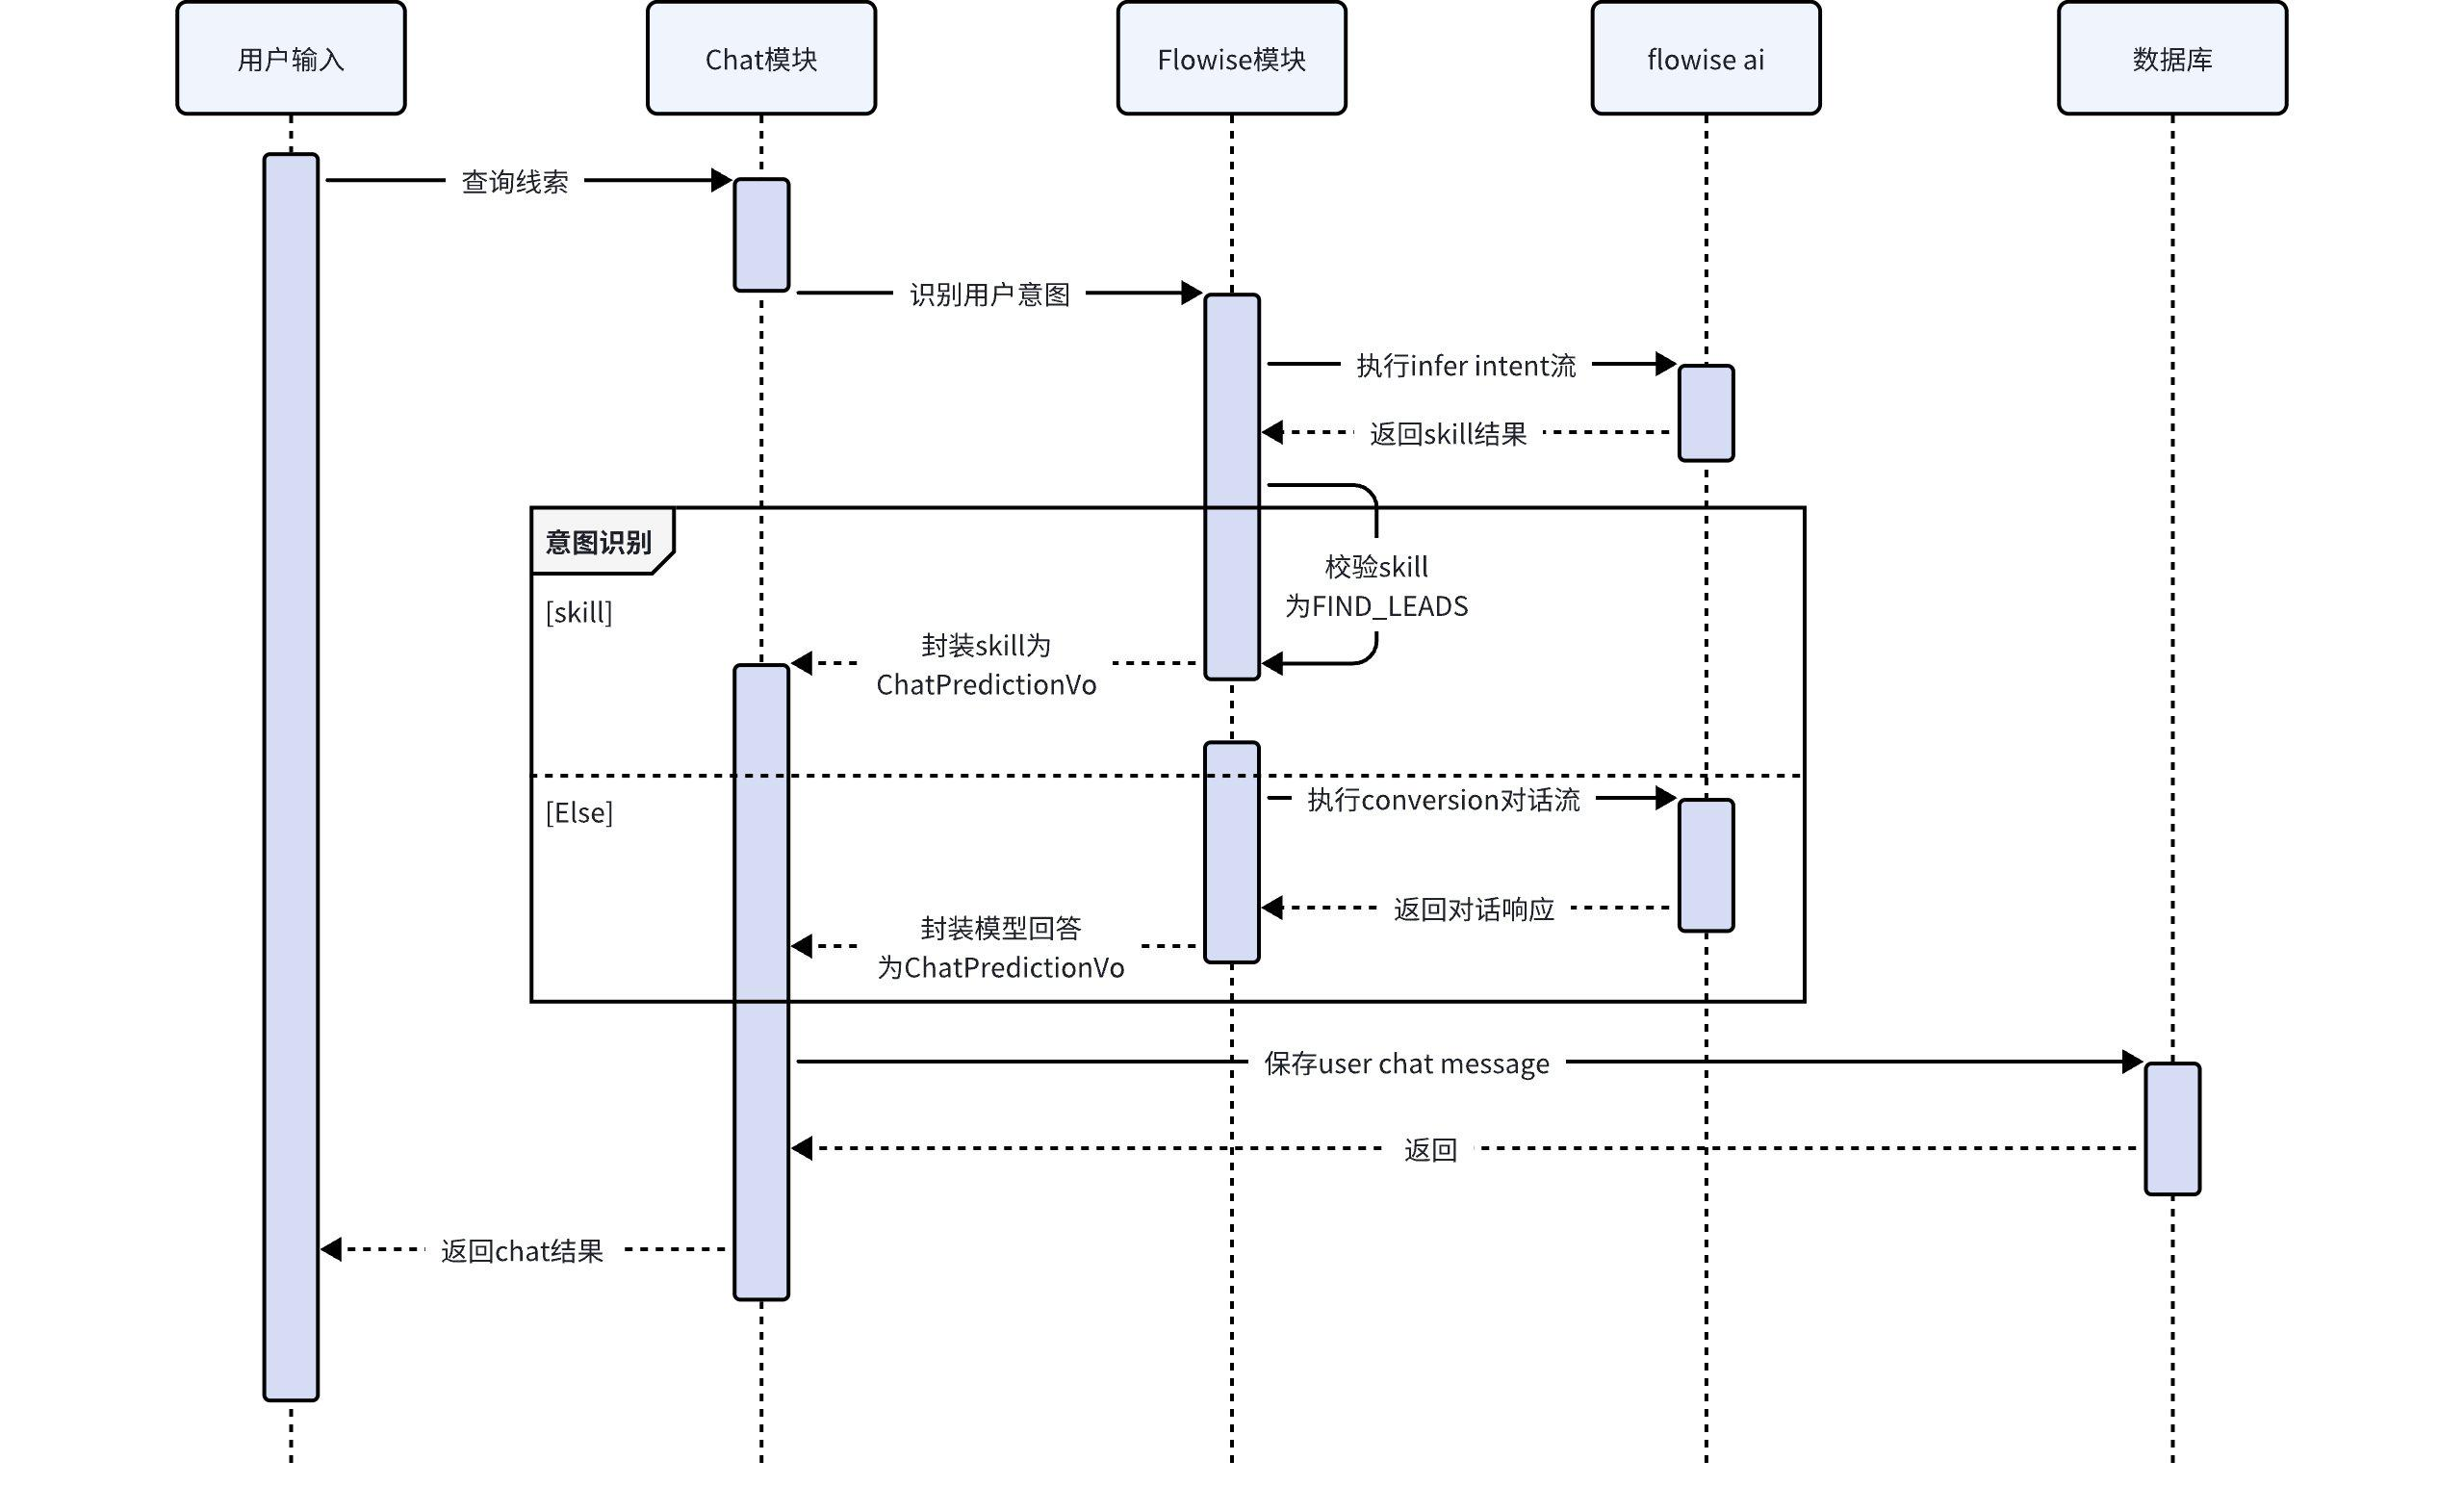 用户输入
Chat模块
Flowise模块
flowise ai
数据库
查询线索
识别用户意图
执行infer intent流
返回skill结果
意图识别
校验skill
为FIND_LEADS
[skill]
封装skill为
ChatPredictionVo
[Else]
执行conversion对话流
返回对话响应
封装模型回答
为ChatPredictionVo
保存user chat message
返回
返回chat结果